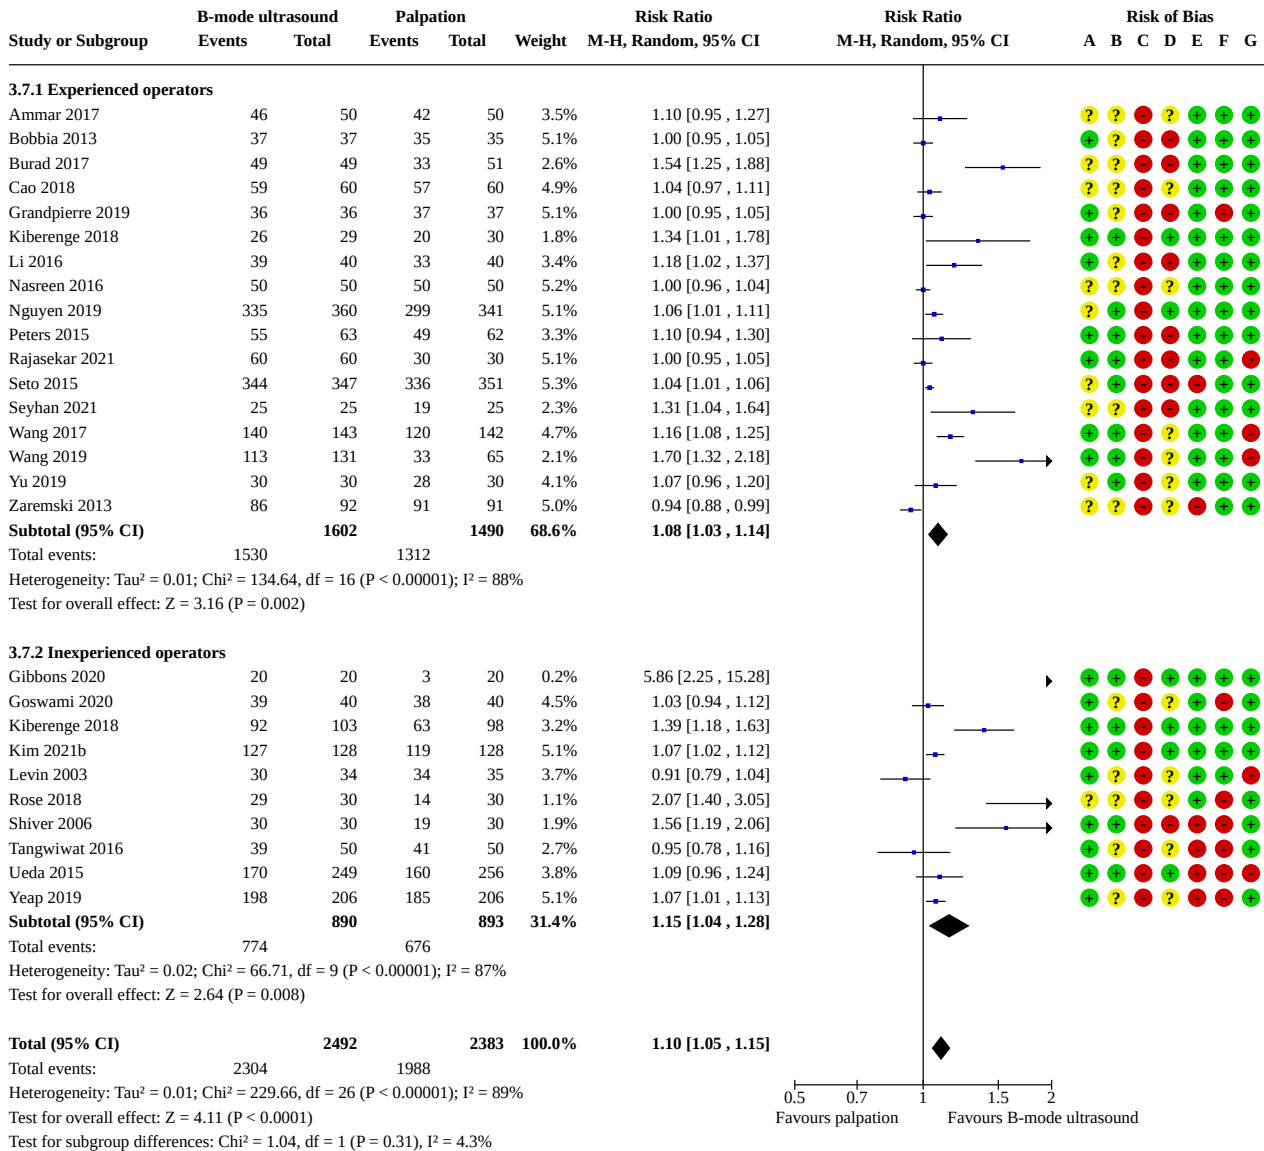 B-mode ultrasound Palpation Risk Ratio Risk Ratio Risk of Bias
Study or Subgroup Events Total Events Total Weight M-H, Random, 95% CI M-H, Random, 95% CI A B C D E F G
3.7.1 Experienced operators
Ammar 2017 46 50 42 50 3.5% 1.10 [0.95 , 1.27] ? ? - ? + + +
Bobbia 2013 37 37 35 35 5.1% 1.00 [0.95 , 1.05] + ? - - + + +
Burad 2017 49 49 33 51 2.6% 1.54 [1.25 , 1.88] ? ? - - + + +
Cao 2018 59 60 57 60 4.9% 1.04 [0.97 , 1.11] ? ? - ? + + +
Grandpierre 2019 36 36 37 37 5.1% 1.00 [0.95 , 1.05] + ? - - + - +
Kiberenge 2018 26 29 20 30 1.8% 1.34 [1.01 , 1.78] + + - + + + +
Li 2016 39 40 33 40 3.4% 1.18 [1.02 , 1.37] + ? - - + + +
Nasreen 2016 50 50 50 50 5.2% 1.00 [0.96 , 1.04] ? ? - ? + + +
Nguyen 2019 335 360 299 341 5.1% 1.06 [1.01 , 1.11] ? + - + + + +
Peters 2015 55 63 49 62 3.3% 1.10 [0.94 , 1.30] + + - - + + +
Rajasekar 2021 60 60 30 30 5.1% 1.00 [0.95 , 1.05] + + - - + + -
Seto 2015 344 347 336 351 5.3% 1.04 [1.01 , 1.06] ? + - - - + +
Seyhan 2021 25 25 19 25 2.3% 1.31 [1.04 , 1.64] ? ? - - + + +
Wang 2017 140 143 120 142 4.7% 1.16 [1.08 , 1.25] + + - ? + + -
Wang 2019 113 131 33 65 2.1% 1.70 [1.32 , 2.18] + + - ? + + -
Yu 2019 30 30 28 30 4.1% 1.07 [0.96 , 1.20] ? + - ? + + +
Zaremski 2013 86 92 91 91 5.0% 0.94 [0.88 , 0.99] ? ? - ? - + +
Subtotal (95% CI) 1602 1490 68.6% 1.08 [1.03 , 1.14]
Total events: 1530 1312
Heterogeneity: Tau² = 0.01; Chi² = 134.64, df = 16 (P < 0.00001); I² = 88%
Test for overall effect: Z = 3.16 (P = 0.002)
3.7.2 Inexperienced operators
Gibbons 2020 20 20 3 20 0.2% 5.86 [2.25 , 15.28] + + - + + + +
Goswami 2020 39 40 38 40 4.5% 1.03 [0.94 , 1.12] + ? - ? + - +
Kiberenge 2018 92 103 63 98 3.2% 1.39 [1.18 , 1.63] + + - + + + +
Kim 2021b 127 128 119 128 5.1% 1.07 [1.02 , 1.12] + + - + + + +
Levin 2003 30 34 34 35 3.7% 0.91 [0.79 , 1.04] + ? - ? + + -
Rose 2018 29 30 14 30 1.1% 2.07 [1.40 , 3.05] ? ? - ? + - +
Shiver 2006 30 30 19 30 1.9% 1.56 [1.19 , 2.06] + + - - - - +
Tangwiwat 2016 39 50 41 50 2.7% 0.95 [0.78 , 1.16] + ? - ? - - +
Ueda 2015 170 249 160 256 3.8% 1.09 [0.96 , 1.24] + + - + - - -
Yeap 2019 198 206 185 206 5.1% 1.07 [1.01 , 1.13] + ? - ? - - +
Subtotal (95% CI) 890 893 31.4% 1.15 [1.04 , 1.28]
Total events: 774 676
Heterogeneity: Tau² = 0.02; Chi² = 66.71, df = 9 (P < 0.00001); I² = 87%
Test for overall effect: Z = 2.64 (P = 0.008)
Total (95% CI) 2492 2383 100.0% 1.10 [1.05 , 1.15]
Total events: 2304 1988
Heterogeneity: Tau² = 0.01; Chi² = 229.66, df = 26 (P < 0.00001); I² = 89%
0.5 0.7 1 1.5 2
Test for overall effect: Z = 4.11 (P < 0.0001)
Favours palpation Favours B-mode ultrasound
Test for subgroup differences: Chi² = 1.04, df = 1 (P = 0.31), I² = 4.3%